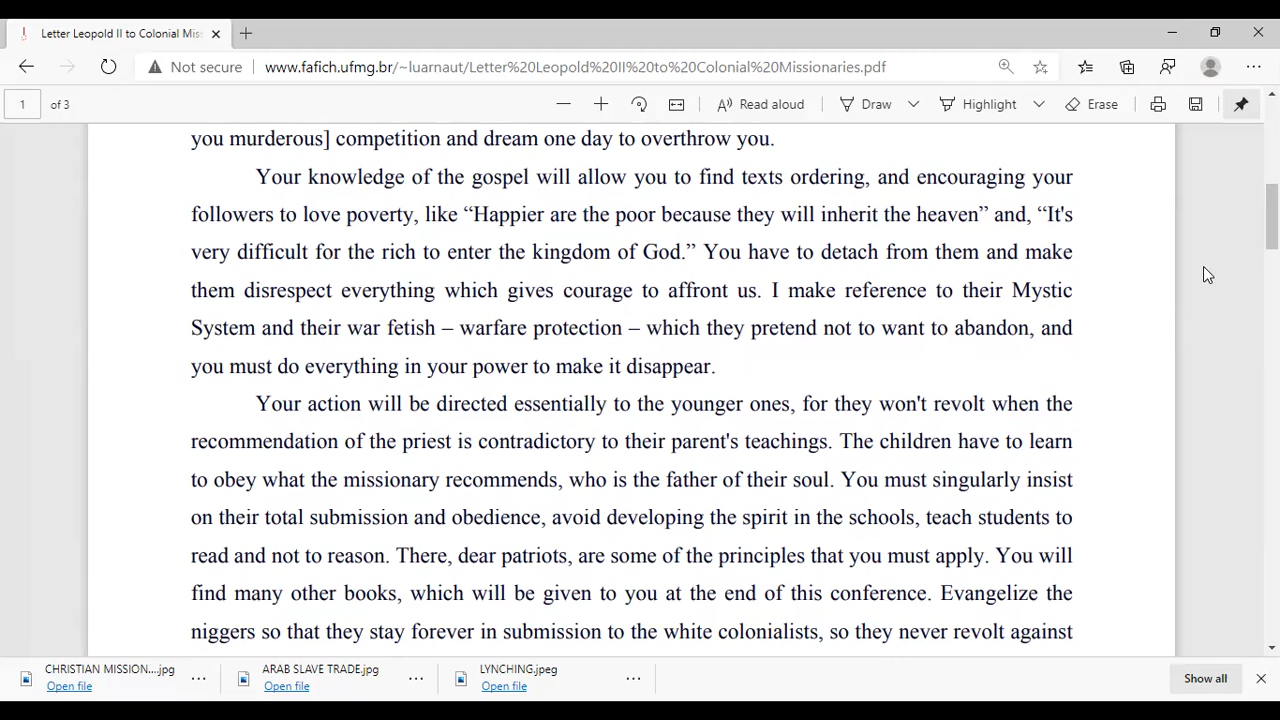 Letter Leopold II to Colonial Mis
Not secure
www.fafich.ufmg.br/~luarnaut/Letter%20Leopold%20II%20to%20Colonial%20Missionaries.pdf
1 of 3
Read aloud
Draw
Highlight
Erase
you murderous] competition and dream one day to overthrow you.
Your knowledge of the gospel will allow you to find texts ordering, and encouraging your
followers to love poverty, like “Happier are the poor because they will inherit the heaven” and, “It's
very difficult for the rich to enter the kingdom of God.” You have to detach from them and make
them disrespect everything which gives courage to affront us. I make reference to their Mystic
System and their war fetish – warfare protection – which they pretend not to want to abandon, and
you must do everything in your power to make it disappear.
Your action will be directed essentially to the younger ones, for they won't revolt when the
recommendation of the priest is contradictory to their parent's teachings. The children have to learn
to obey what the missionary recommends, who is the father of their soul. You must singularly insist
on their total submission and obedience, avoid developing the spirit in the schools, teach students to
read and not to reason. There, dear patriots, are some of the principles that you must apply. You will
find many other books, which will be given to you at the end of this conference. Evangelize the
niggers so that they stay forever in submission to the white colonialists, so they never revolt against
CHRISTIAN MISSION....jpg
Open file
ARAB SLAVE TRADE.jpg
Open file
LYNCHING.jpeg
Open file
Show all